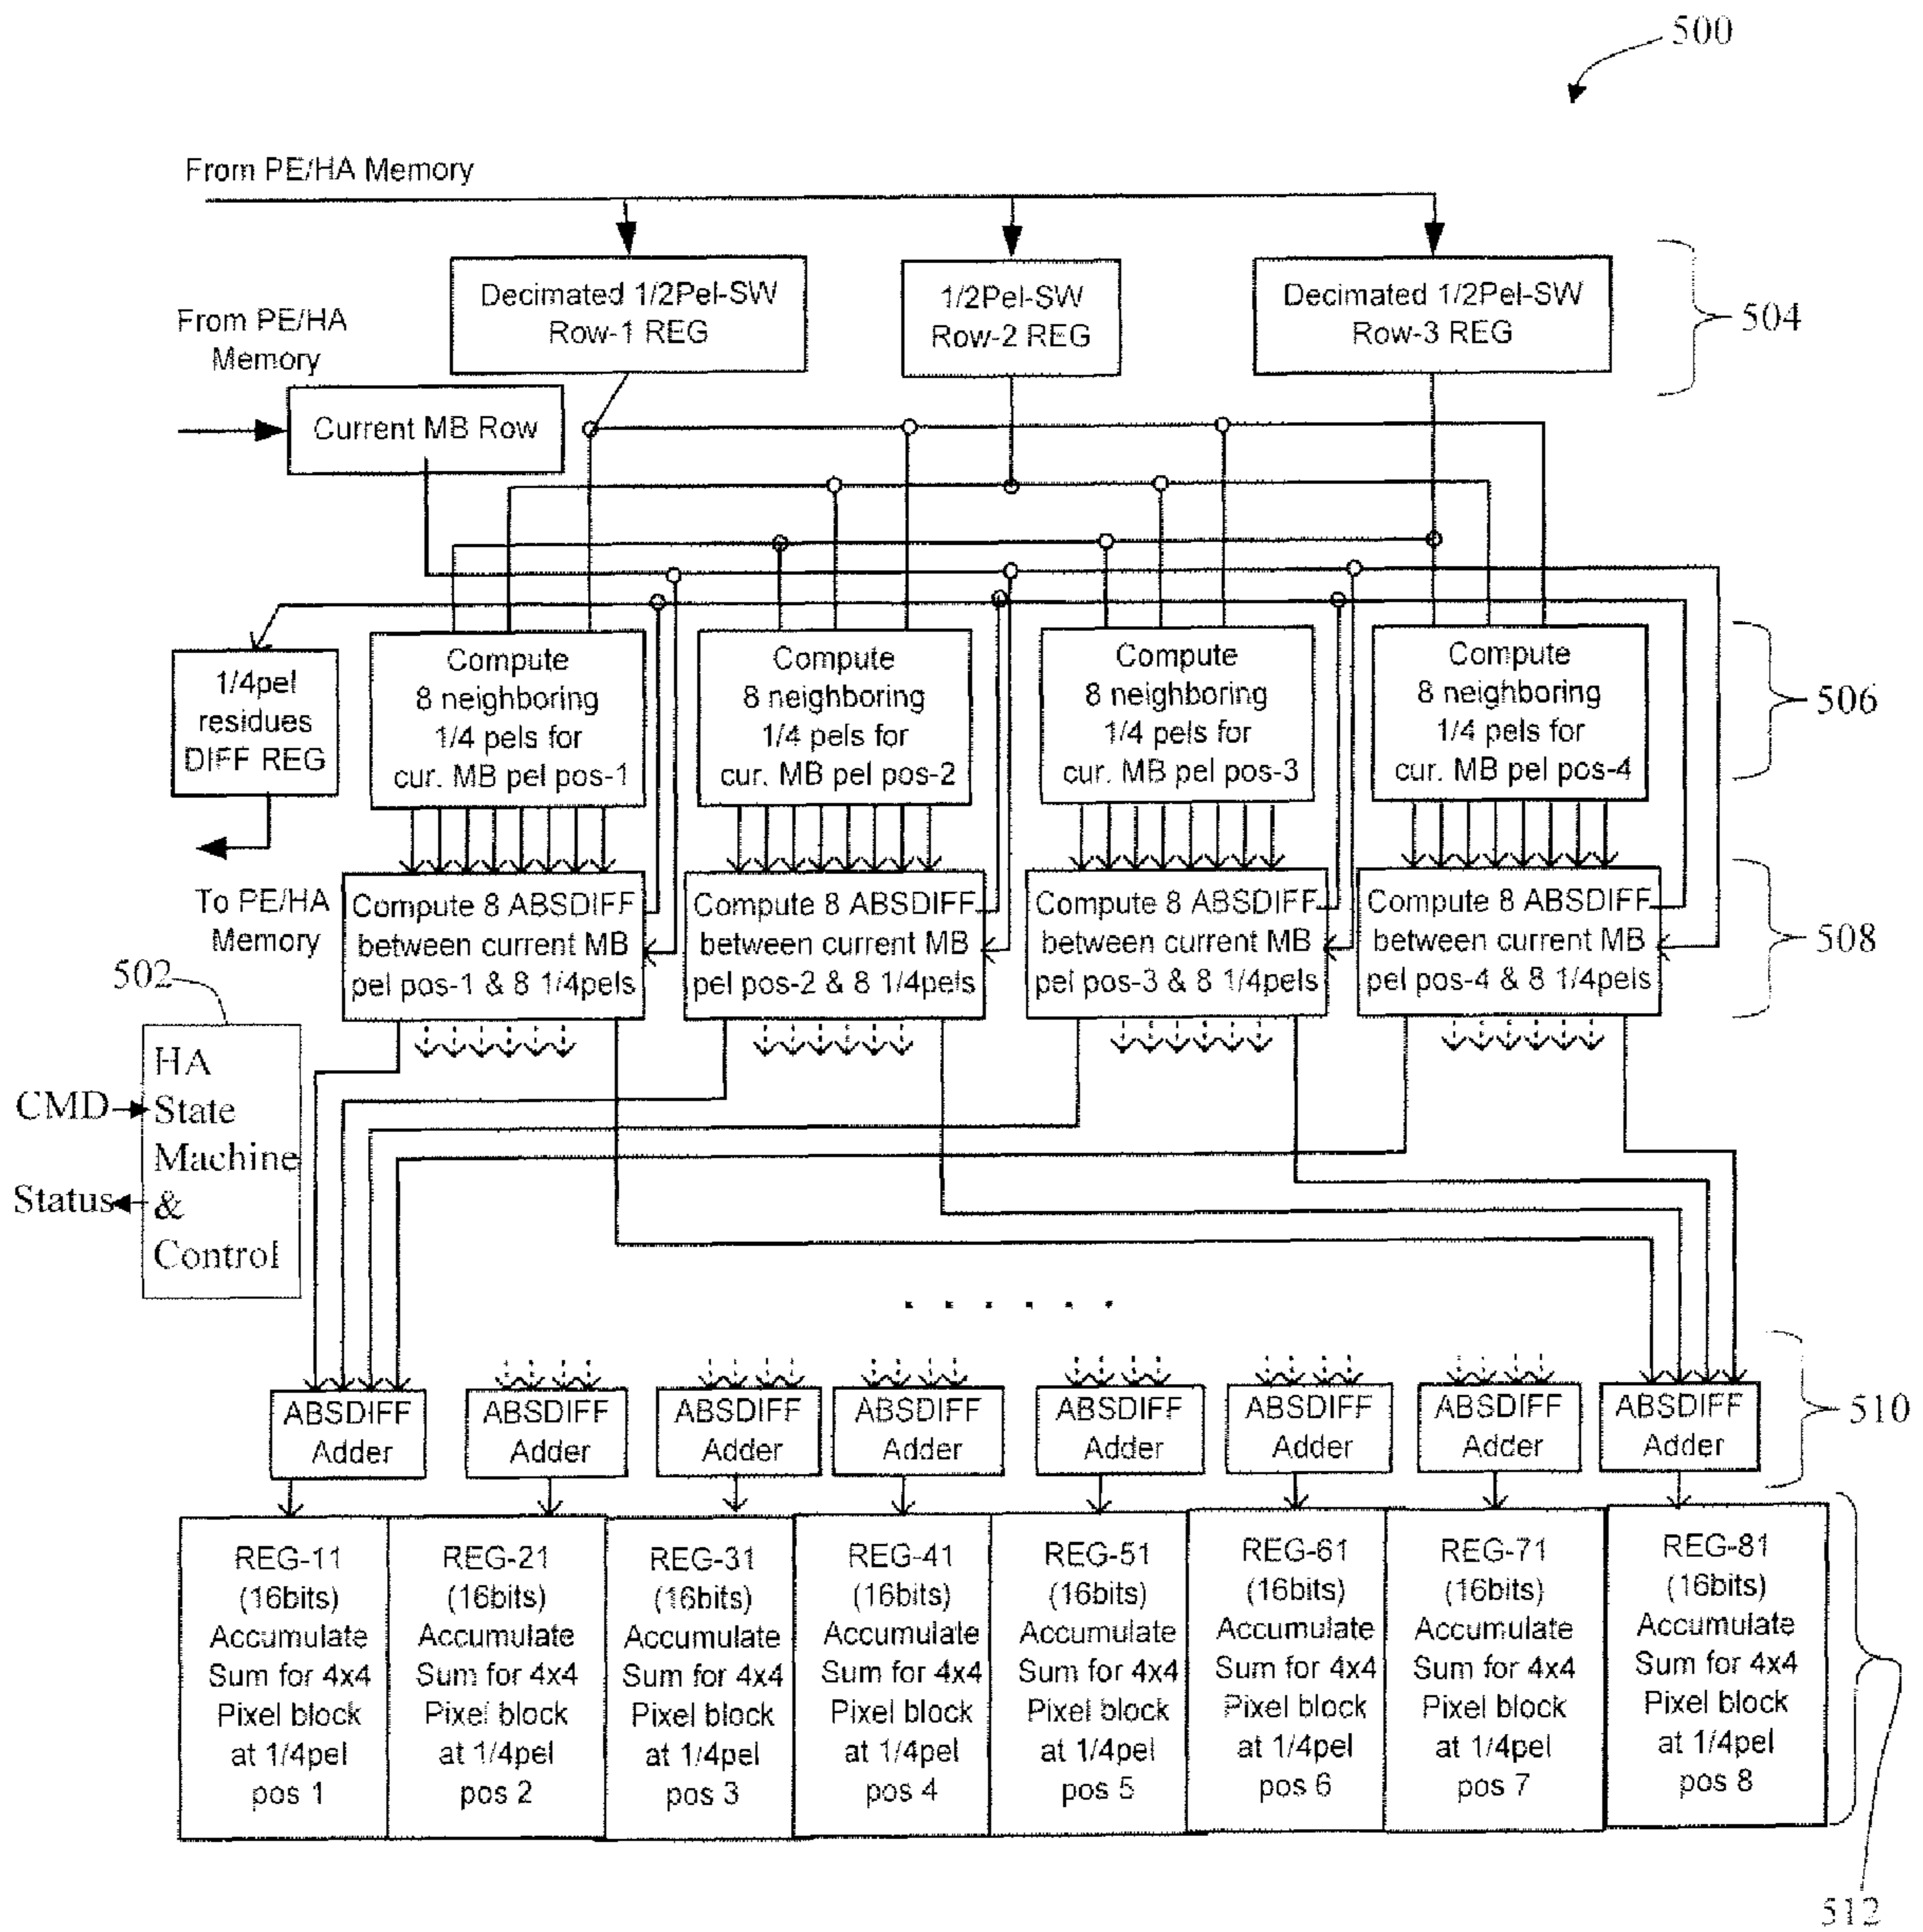 500
From PE/HA Memory
Decimated 1/2Pel-SW
Row-1 REG
1/2Pel-SW
Row-2 REG
Decimated 1/2Pel-SW
Row-3 REG
504
From PE/HA
Memory
Current MB Row
1/4pel
residues
DIFF REG
Compute
8 neighboring
1/4 pels for
cur. MB pel pos-1
Compute
8 neighboring
1/4 pels for
cur. MB pel pos-2
Compute
8 neighboring
1/4 pels for
cur. MB pel pos-3
Compute
8 neighboring
1/4 pels for
cur. MB pel pos-4
506
To PE/HA
Memory
Compute 8 ABSDIFF
between current MB
pel pos-1 & 8 1/4pels
Compute 8 ABSDIFF
between current MB
pel pos-2 & 8 1/4pels
Compute 8 ABSDIFF
between current MB
pel pos-3 & 8 1/4pels
Compute 8 ABSDIFF
between current MB
pel pos-4 & 8 1/4pels
508
502
HA
State
Machine
&
Control
CMD
Status
. . . . . .
ABSDIFF
Adder
ABSDIFF
Adder
ABSDIFF
Adder
ABSDIFF
Adder
ABSDIFF
Adder
ABSDIFF
Adder
ABSDIFF
Adder
ABSDIFF
Adder
510
REG-11
(16bits)
Accumulate
Sum for 4x4
Pixel block
at 1/4pel
pos 1
REG-21
(16bits)
Accumulate
Sum for 4x4
Pixel block
at 1/4pel
pos 2
REG-31
(16bits)
Accumulate
Sum for 4x4
Pixel block
at 1/4pel
pos 3
REG-41
(16bits)
Accumulate
Sum for 4x4
Pixel block
at 1/4pel
pos 4
REG-51
(16bits)
Accumulate
Sum for 4x4
Pixel block
at 1/4pel
pos 5
REG-61
(16bits)
Accumulate
Sum for 4x4
Pixel block
at 1/4pel
pos 6
REG-71
(16bits)
Accumulate
Sum for 4x4
Pixel block
at 1/4pel
pos 7
REG-81
(16bits)
Accumulate
Sum for 4x4
Pixel block
at 1/4pel
pos 8
512